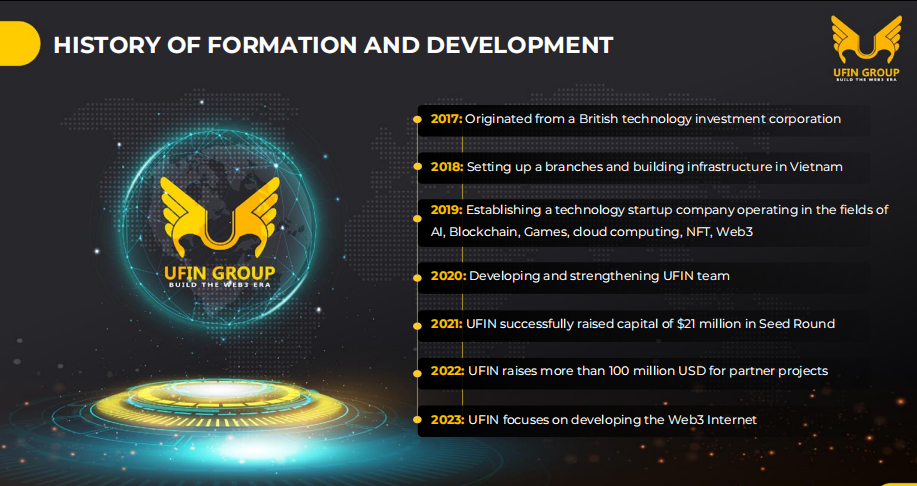 HISTORY OF FORMATION AND DEVELOPMENT
UFIN GROUP
BUILD THE WEB3 ERA
2017: Originated from a British technology investment corporation
2018: Setting up a branches and building infrastructure in Vietnam
2019: Establishing a technology startup company operating in the fields of
AI, Blockchain, Games, cloud computing, NFT, Web3
2020: Developing and strengthening UFIN team
2021: UFIN successfully raised capital of $21 million in Seed Round
2022: UFIN raises more than 100 million USD for partner projects
2023: UFIN focuses on developing the Web3 Internet
UFIN GROUP
BUILD THE WEB3 ERA